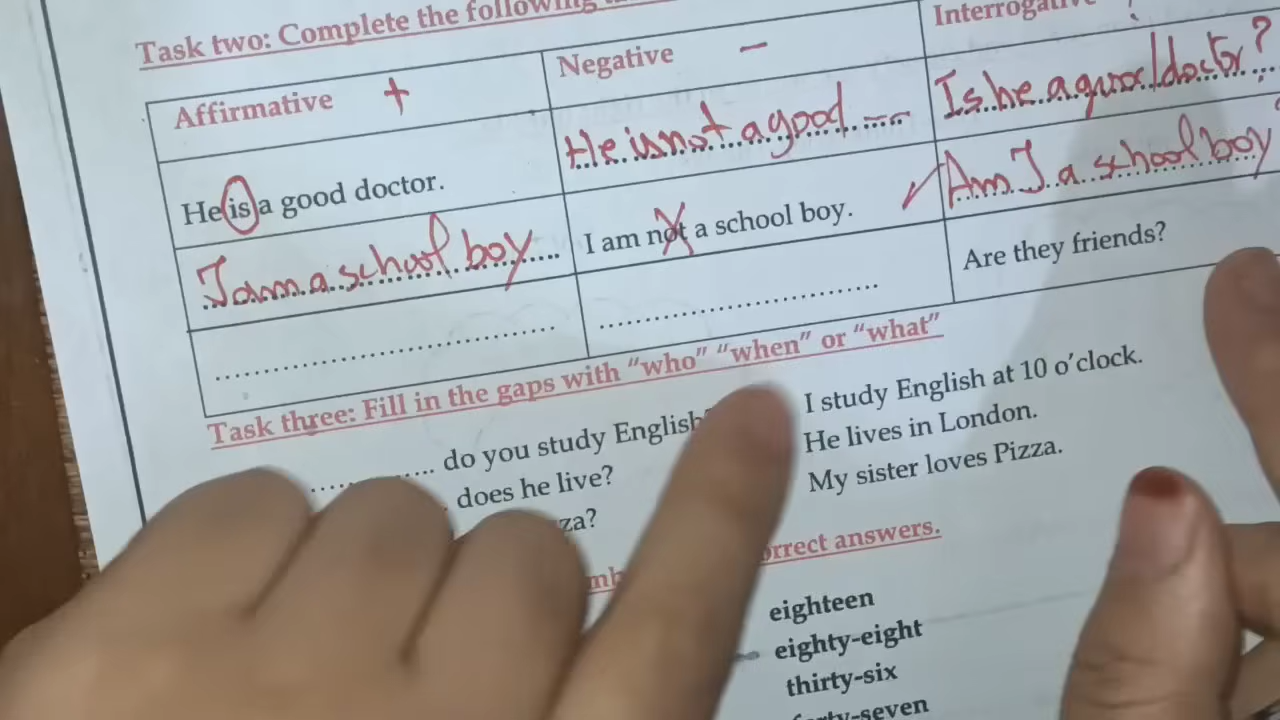 Task two: Complete the following
Affirmative +
Negative –
Interrogative ?
He is a good doctor.
He is not a good ----
Is he a good doctor?
I am a school boy
I am not a school boy.
Am I a school boy
Are they friends?
Task three: Fill in the gaps with “who” “when” or “what”
do you study English I study English at 10 o’clock.
does he live? He lives in London.
My sister loves Pizza.
answers.
eighteen
eighty-eight
thirty-six